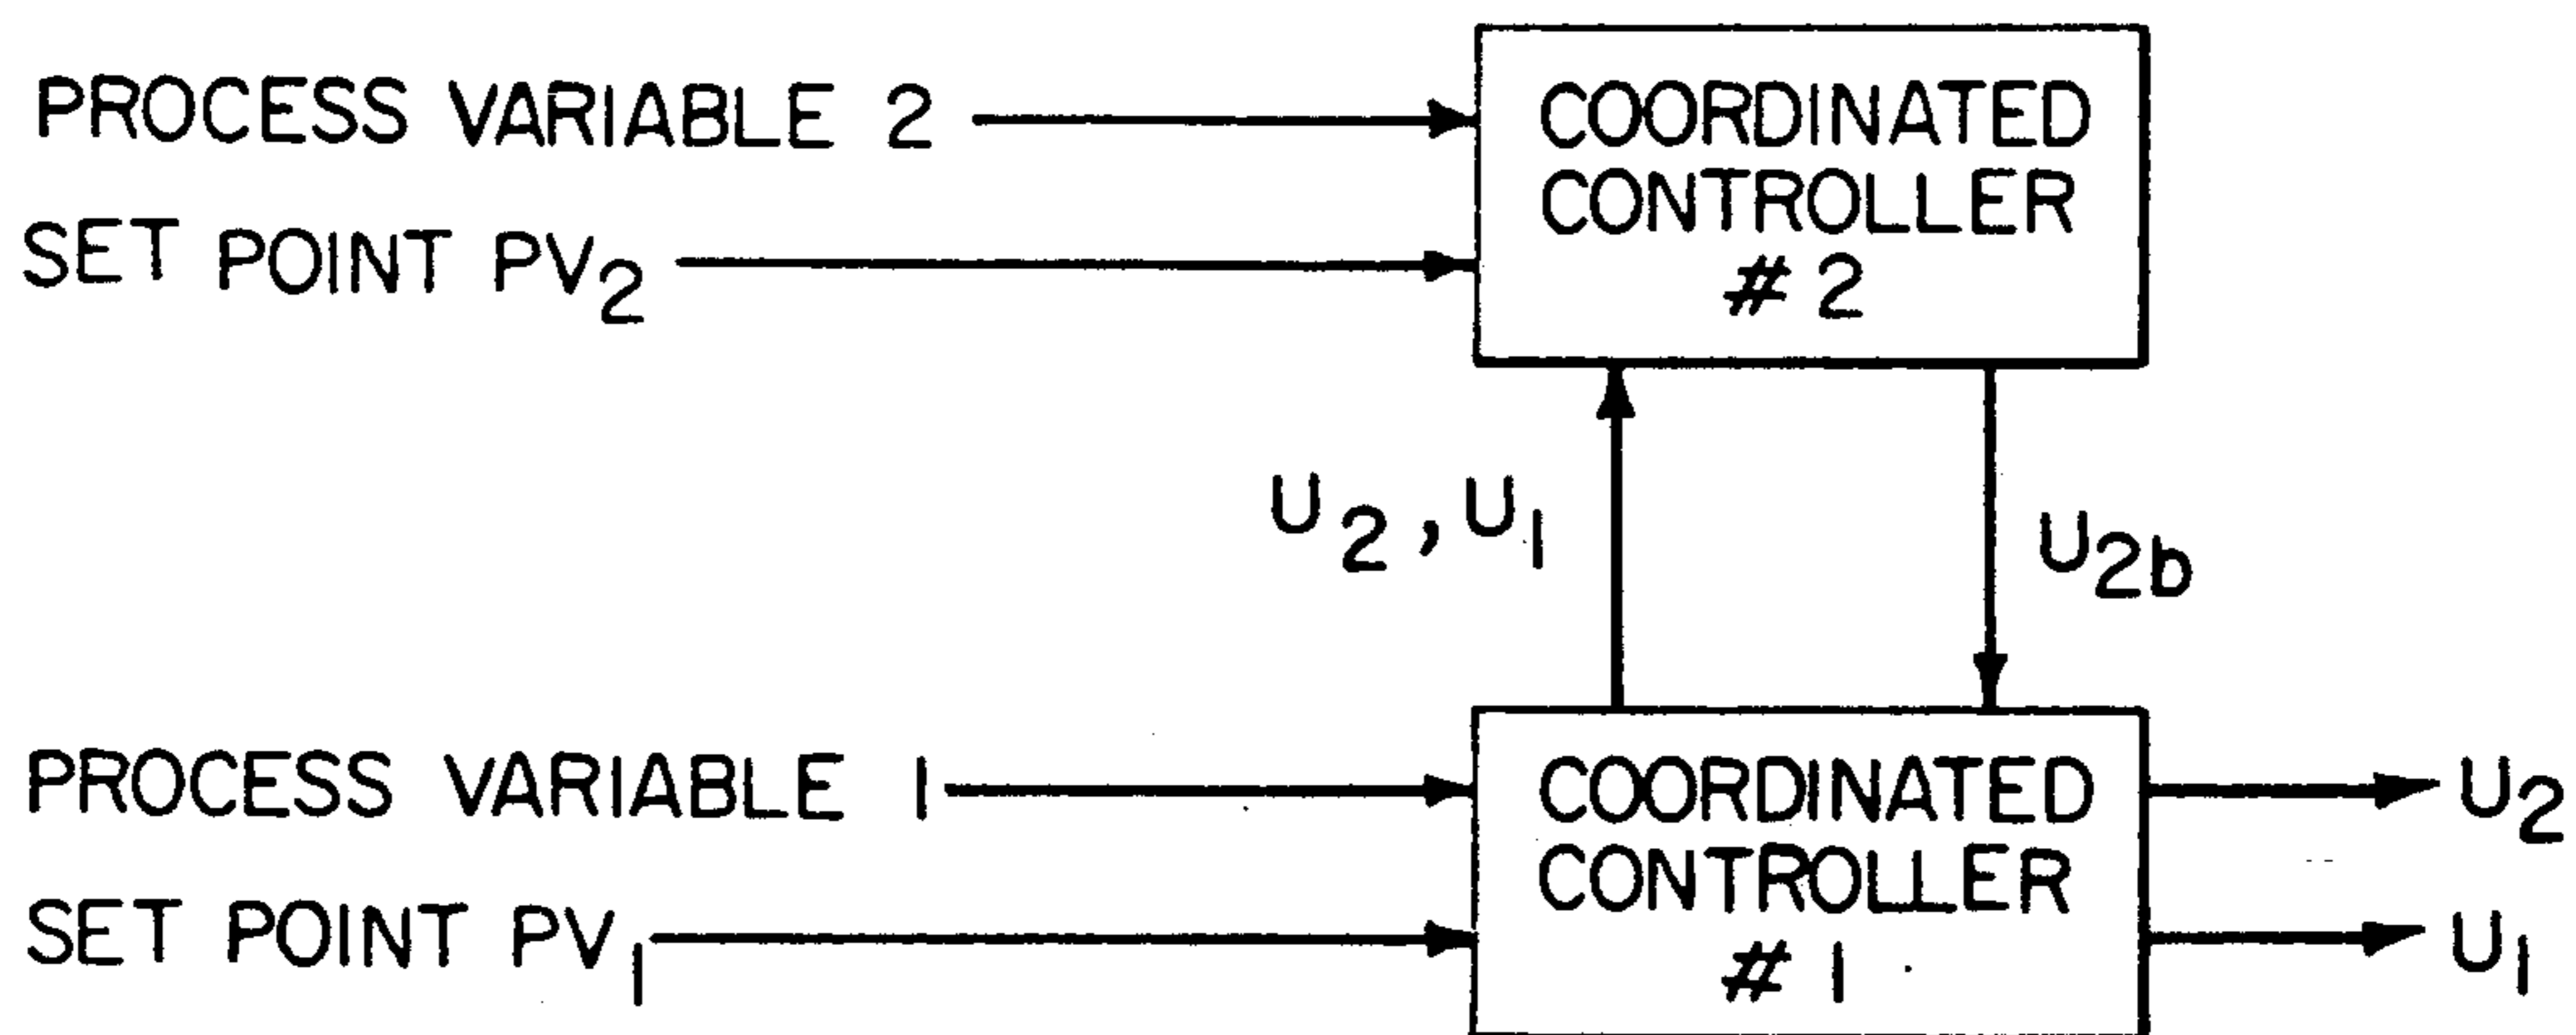 PROCESS VARIABLE 2
SET POINT PV₂
COORDINATED
CONTROLLER
# 2
U₂ , U₁
U₂b
PROCESS VARIABLE 1
SET POINT PV₁
COORDINATED
CONTROLLER
# 1
U₂
U₁